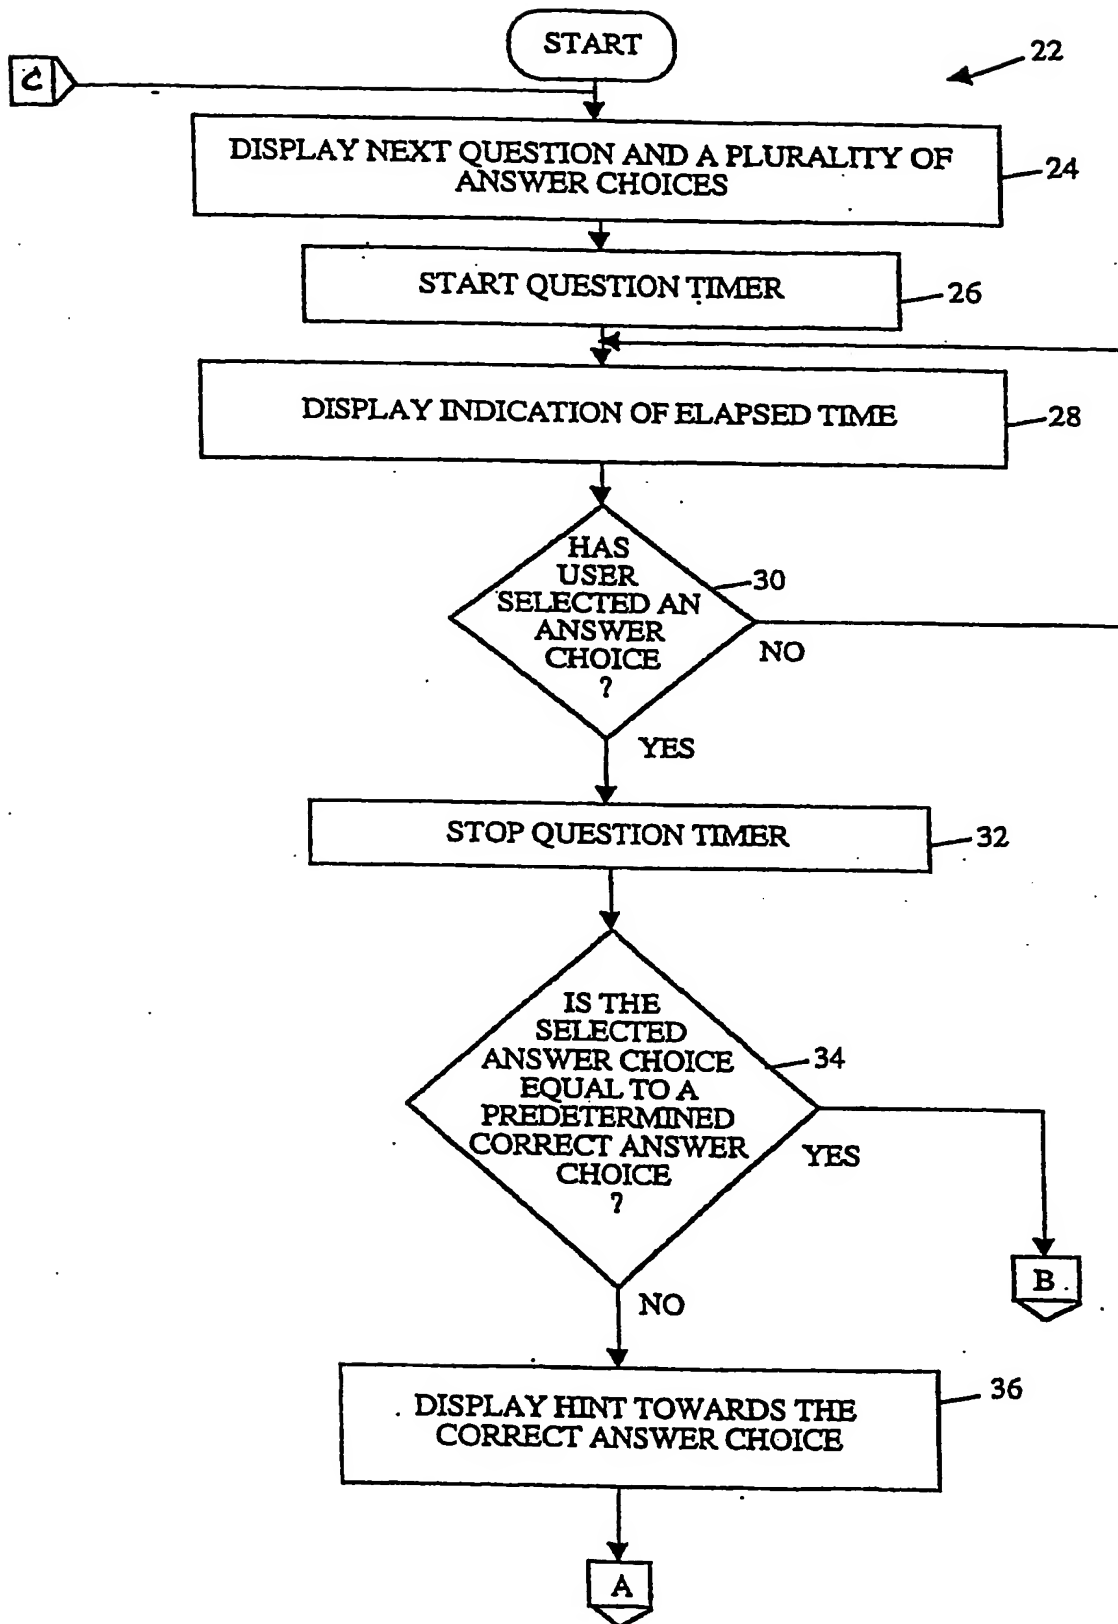 START
22
C
DISPLAY NEXT QUESTION AND A PLURALITY OF
ANSWER CHOICES
24
START QUESTION TIMER
26
DISPLAY INDICATION OF ELAPSED TIME
28
HAS
USER
SELECTED AN
ANSWER
CHOICE
?
30
NO
YES
STOP QUESTION TIMER
32
IS THE
SELECTED
ANSWER CHOICE
EQUAL TO A
PREDETERMINED
CORRECT ANSWER
CHOICE
?
34
YES
B
NO
DISPLAY HINT TOWARDS THE
CORRECT ANSWER CHOICE
36
A